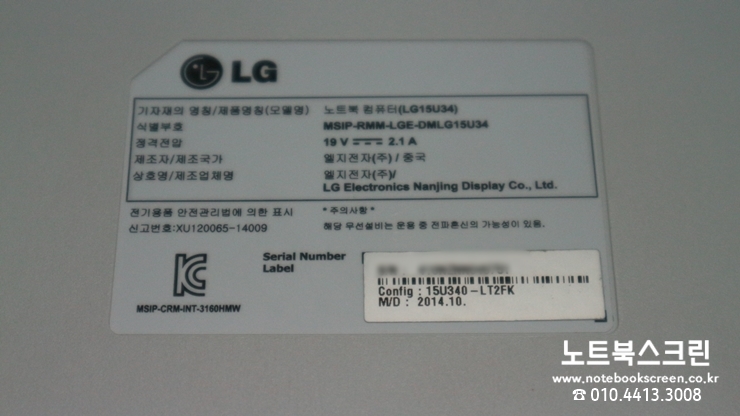 LG
기자재의 명칭/제품명칭(모델명) 노트북 컴퓨터(LG15U34)
식별부호 MSIP-RMM-LGE-DMLG15U34
정격전압 19 V 2.1 A
제조자/제조국가 엘지전자(주) / 중국
상호명/제조업체명 엘지전자(주)/
LG Electronics Nanjing Display Co., Ltd.
전기용품 안전관리법에 의한 표시 * 주의사항 *
신고번호:XU120065-14009 해당 무선설비는 운용 중 전파혼신의 가능성이 있음.
Serial Number
Label
Config : 15U340-LT2FK
M/D : 2014.10.
MSIP-CRM-INT-3160HMW
노트북스크린
www.notebookscreen.co.kr
☎ 010.4413.3008